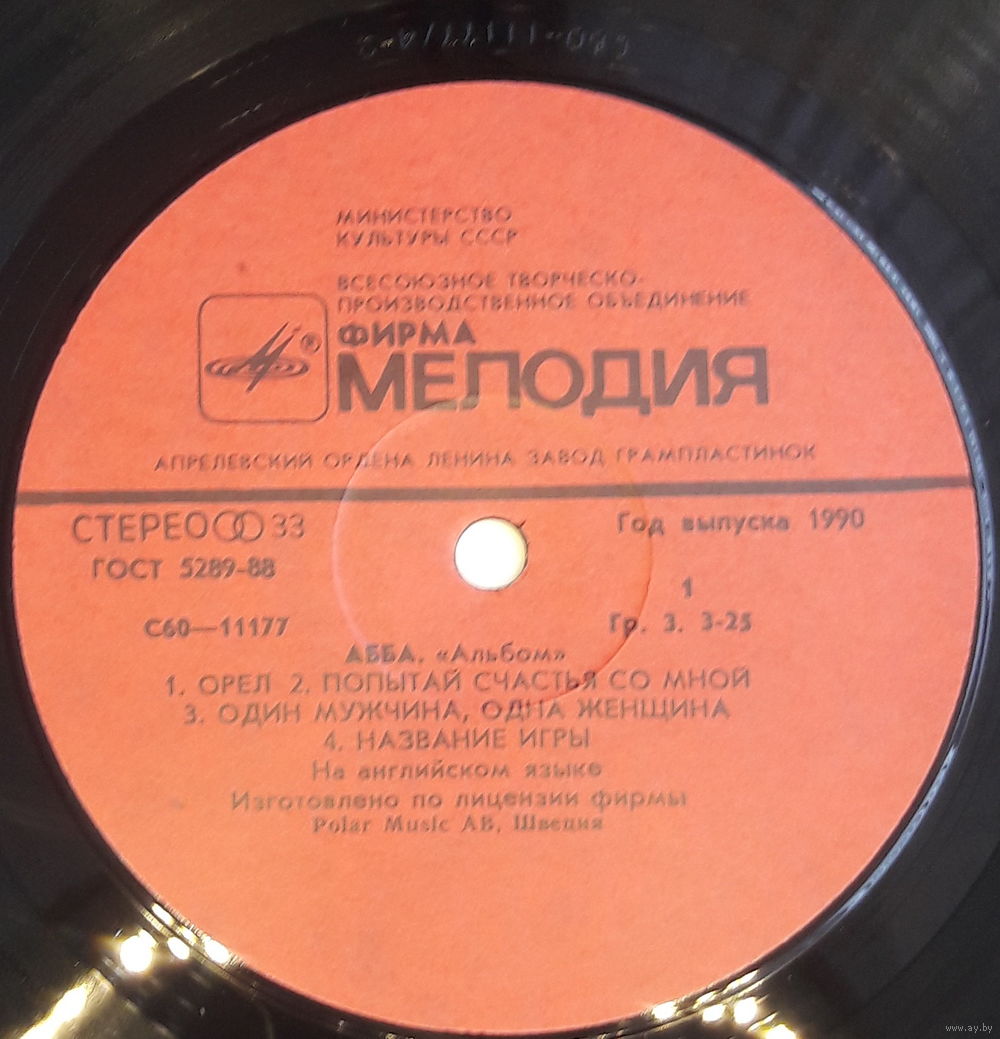 МИНИСТЕРСТВО
КУЛЬТУРЫ СССР
ВСЕСОЮЗНОЕ ТВОРЧЕСКО-
ПРОИЗВОДСТВЕННОЕ ОБЪЕДИНЕНИЕ
ФИРМА
®
МЕЛОДИЯ
АПРЕЛЕВСКИЙ ОРДЕНА ЛЕНИНА ЗАВОД ГРАМПЛАСТИНОК
СТЕРЕО 33
Год выпуска 1990
ГОСТ 5289-88
1
С60—11177
Гр. 3. 3-25
АББА. «Альбом»
1. ОРЕЛ 2. ПОПЫТАЙ СЧАСТЬЯ СО МНОЙ
3. ОДИН МУЖЧИНА, ОДНА ЖЕНЩИНА
4. НАЗВАНИЕ ИГРЫ
На английском языке
Изготовлено по лицензии фирмы
Polar Music AB, Швеция
www.ay.by